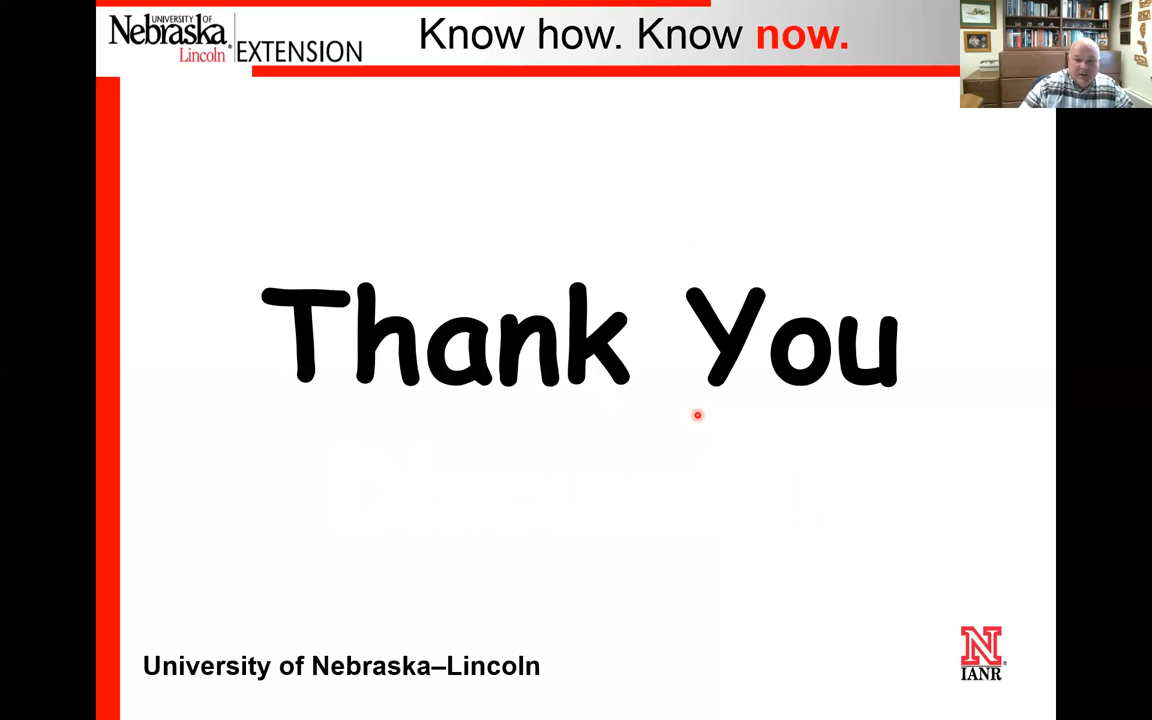 UNIVERSITY OF
Nebraska
Lincoln
EXTENSION
Know how. Know now.
Thank You
University of Nebraska–Lincoln
N
IANR